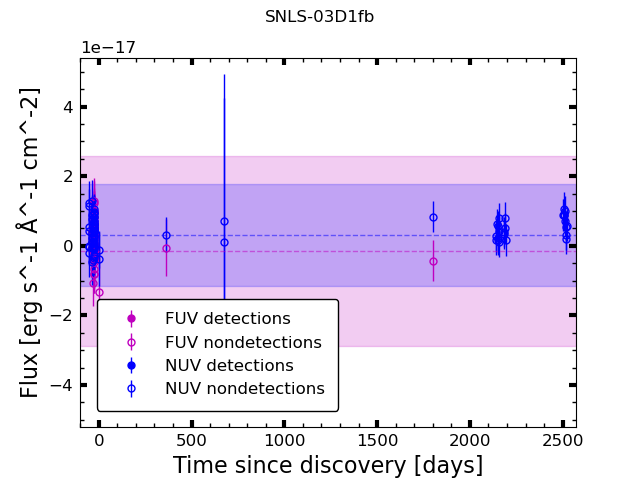 SNLS-03D1fb
1e−17
Flux [erg s^-1 Å^-1 cm^-2]
4
2
0
−2
−4
FUV detections
FUV nondetections
NUV detections
NUV nondetections
0 500 1000 1500 2000 2500
Time since discovery [days]